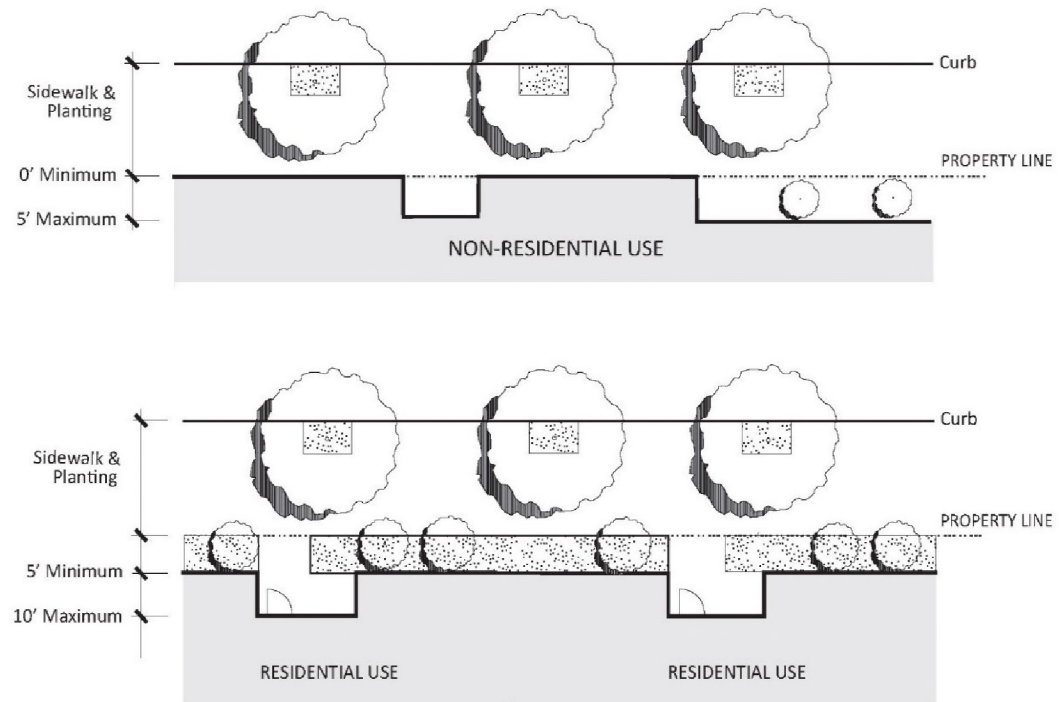 Curb
Sidewalk &
Planting
PROPERTY LINE
0' Minimum
5' Maximum
NON-RESIDENTIAL USE
Curb
Sidewalk &
Planting
PROPERTY LINE
5' Minimum
10' Maximum
RESIDENTIAL USE
RESIDENTIAL USE